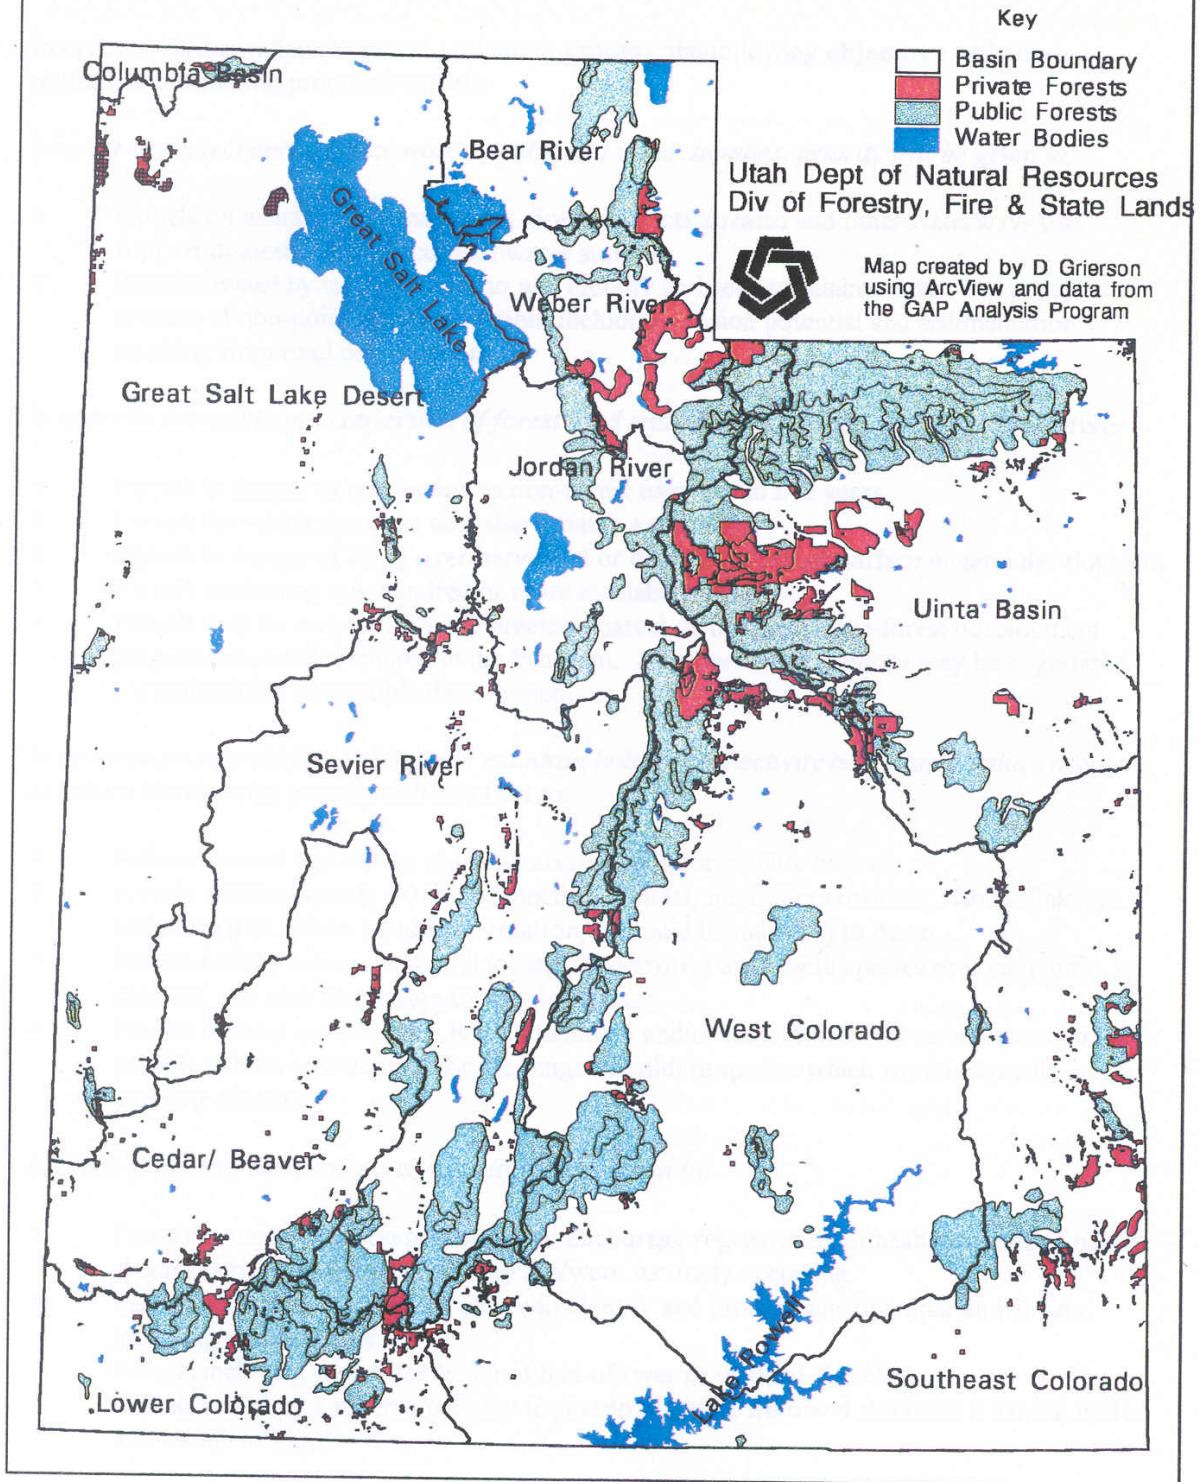 Key
Basin Boundary
Private Forests
Public Forests
Water Bodies
Utah Dept of Natural Resources
Div of Forestry, Fire & State Lands
Map created by D Grierson
using ArcView and data from
the GAP Analysis Program
Columbia Basin
Bear River
Great Salt Lake
Weber River
Great Salt Lake Desert
Jordan River
Uinta Basin
Sevier River
West Colorado
Cedar/ Beaver
Lake Powell
Southeast Colorado
Lower Colorado